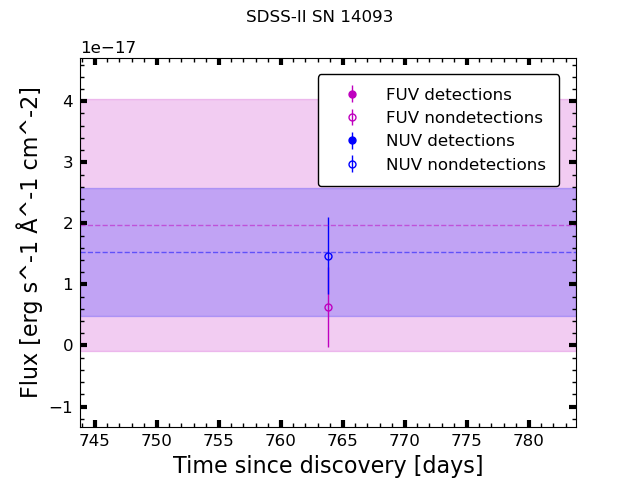 SDSS-II SN 14093
1e−17
FUV detections
FUV nondetections
NUV detections
NUV nondetections
4
3
2
1
0
−1
Flux [erg s^-1 Å^-1 cm^-2]
745 750 755 760 765 770 775 780
Time since discovery [days]